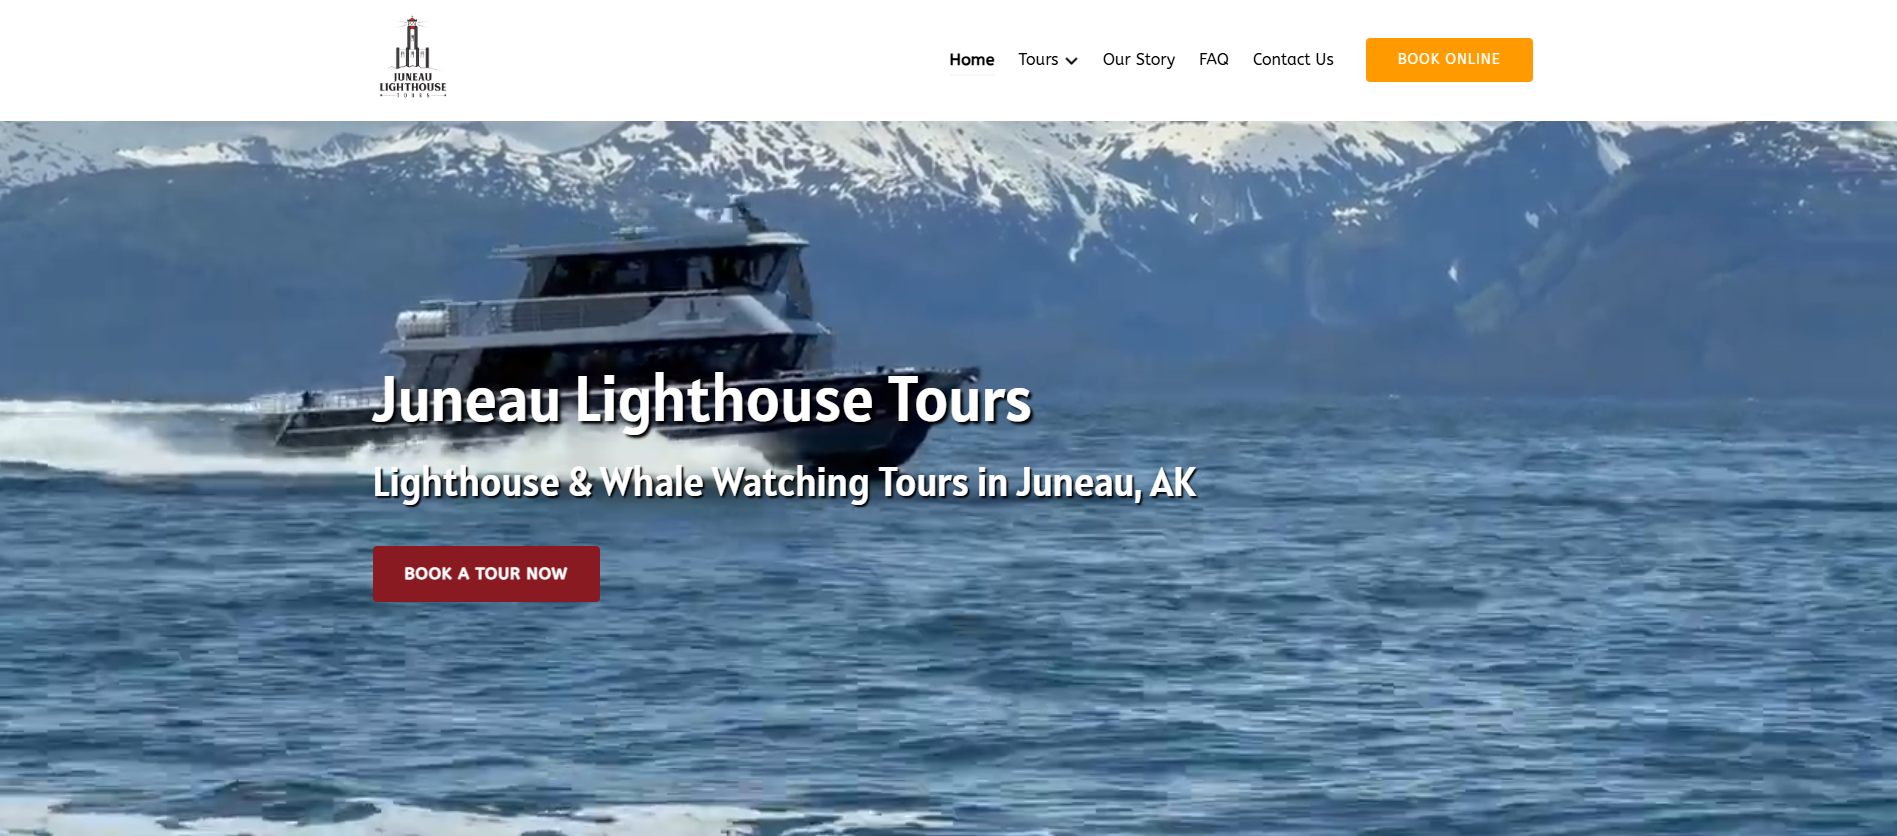 JUNEAU
LIGHTHOUSE
TOURS
Home
Tours
Our Story
FAQ
Contact Us
BOOK ONLINE
Juneau Lighthouse Tours
Lighthouse & Whale Watching Tours in Juneau, AK
BOOK A TOUR NOW